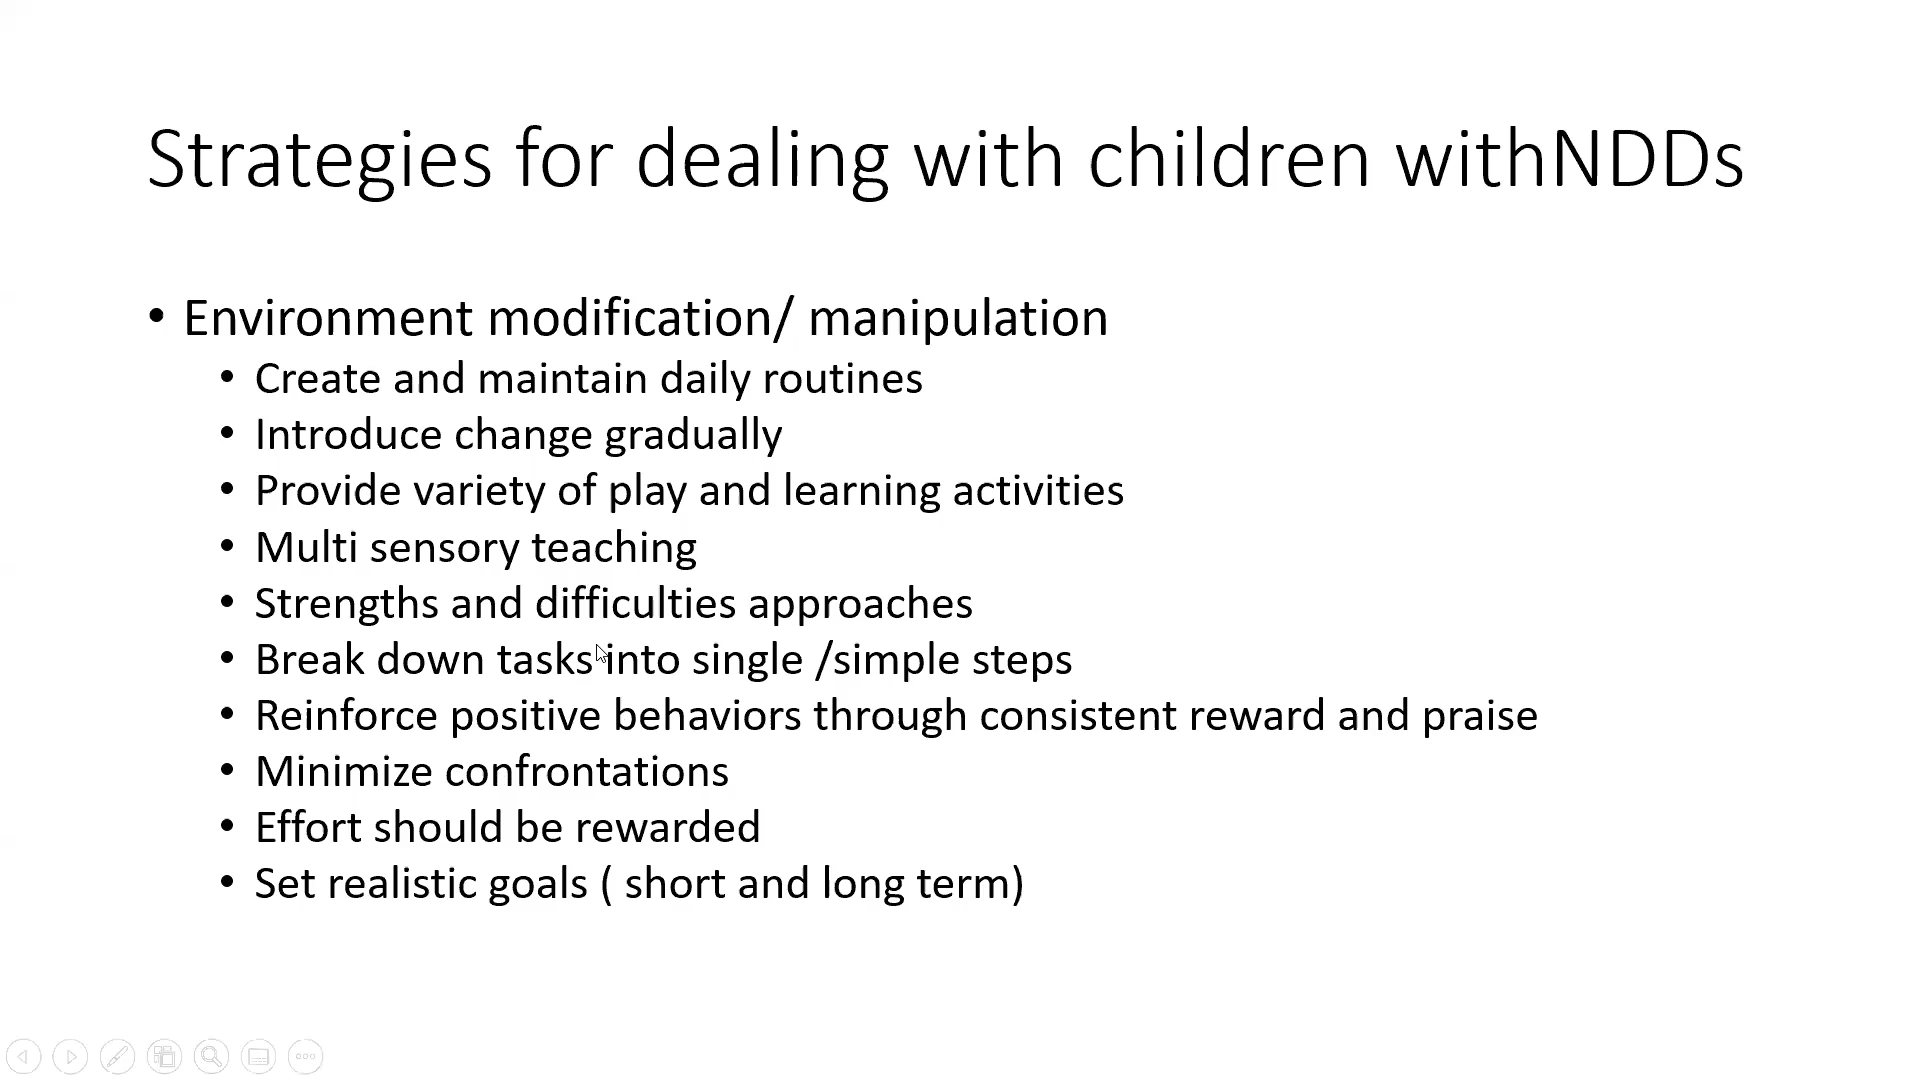 Strategies for dealing with children withNDDs
• Environment modification/ manipulation
• Create and maintain daily routines
• Introduce change gradually
• Provide variety of play and learning activities
• Multi sensory teaching
• Strengths and difficulties approaches
• Break down tasks into single /simple steps
• Reinforce positive behaviors through consistent reward and praise
• Minimize confrontations
• Effort should be rewarded
• Set realistic goals ( short and long term)